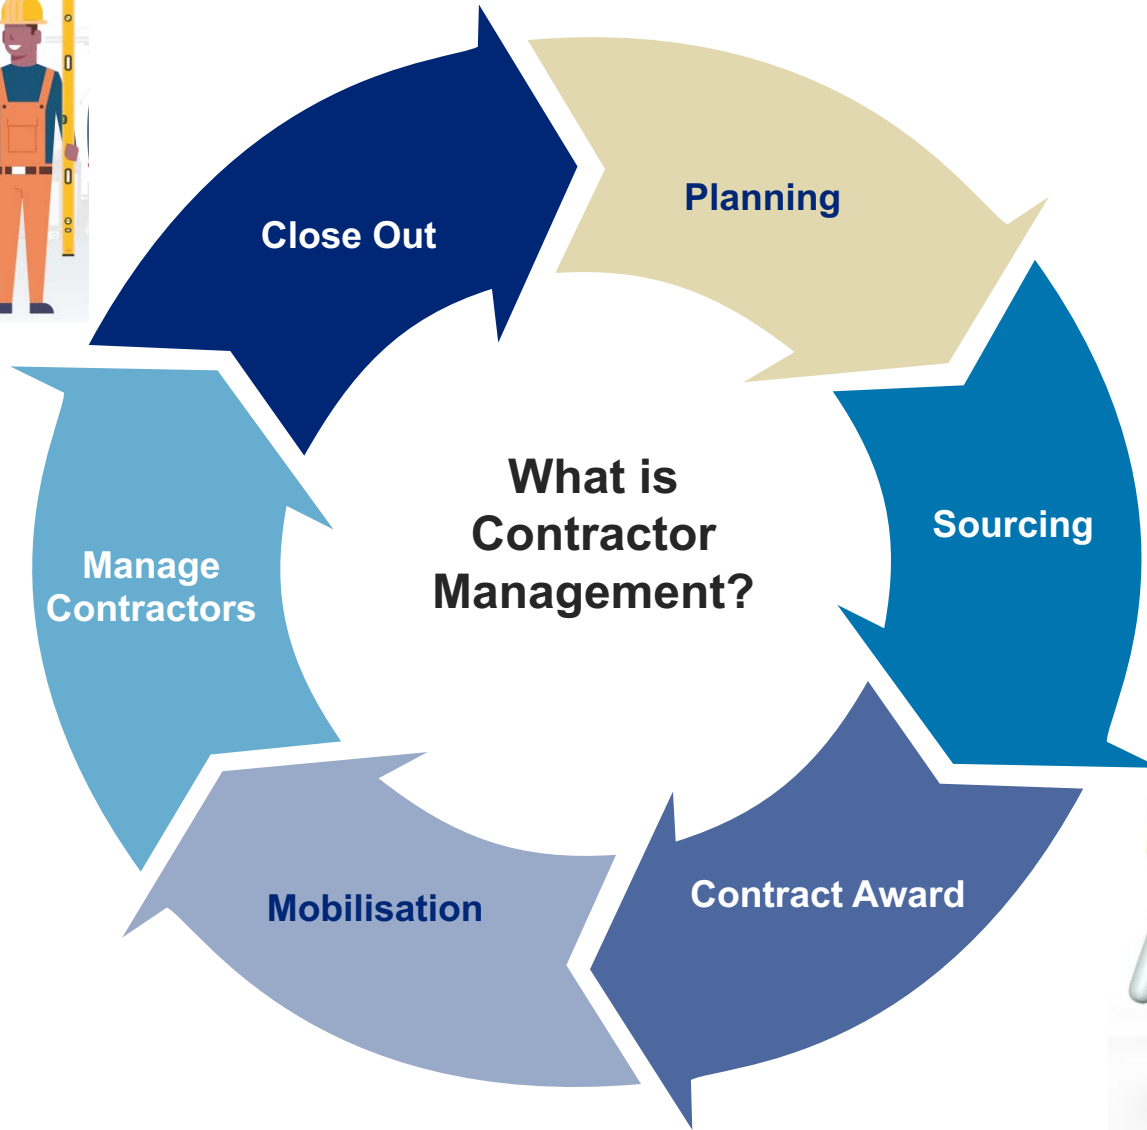 Planning
Close Out
What is
Contractor
Management?
Sourcing
Manage
Contractors
Contract Award
Mobilisation